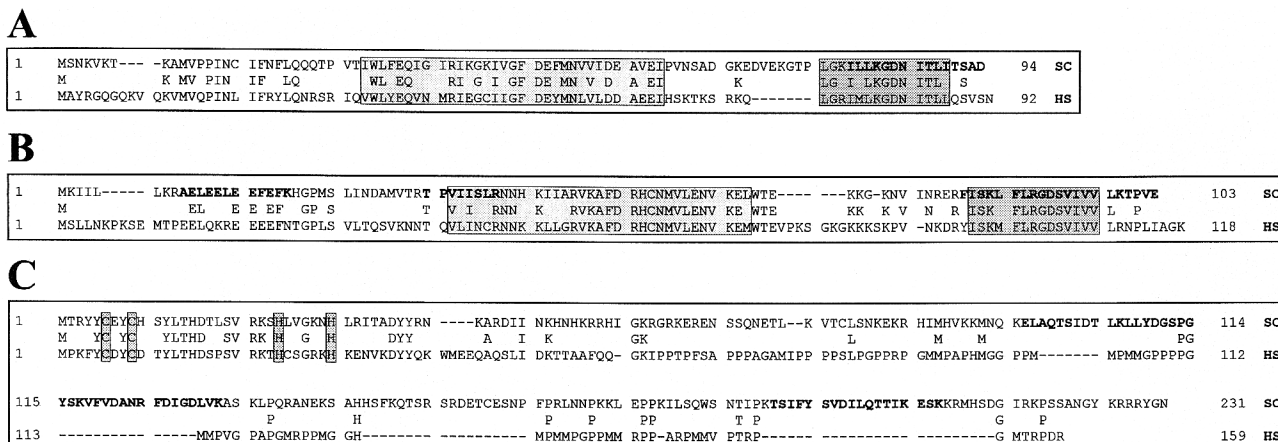 A
1 MSNKVKT--- -KAMVPPINC IFNFLQQQTP VTIWLFEQIG IRIKGKIVGF DEFMNVVIDE AVEIPVNSAD GKEDVEKGTP LGKILLKGDN ITLITSAD 94 SC
M K MV PIN IF LQ WL EQ RI G I GF DE MN V D A EI K LG I LKGDN ITL S
1 MAYRGQGQKV QKVMVQPINL IFRYLQNRSR IQVWLYEQVN MRIEGCIIGF DEYMNLVLDD AEEIHSKTKS RKQ------- LGRIMLKGDN ITLLQSVSN 92 HS
B
1 MKIIL----- LKRAELEELE EFEFKHGPMS LINDAMVTRT PVIISLRNNH KIIARVKAFD RHCNMVLENV KELWTE---- ----KKG-KNV INRERFISKL FLRGDSVIVV LKTPVE 103 SC
M EL E E EF GP S T V I RNN K RVKAFD RHCNMVLENV KE WTE KK K V N R ISK FLRGDSVIVV L P
1 MSLLNKPKSE MTPEELQKRE EEEFNTGPLS VLTQSVKNNT QVLINCRNNK KLLGRVKAFD RHCNMVLENV KEMWTEVPKS GKGKKKSKPV -NKDRYISKM FLRGDSVIVV LRNPLIAGK 118 HS
C
1 MTRYYCEYCH SYLTHDTLSV RKSHLVGKNH LRITADYYRN ----KARDII NKHNHKRRHI GKRGRKEREN SSQNETL--K VTCLSNKEKR HIMHVKKMNQ KELAQTSIDT LKLLYDGSPG 114 SC
M YC YC YLTHD SV RK H G H DYY A I K GK L M M PG
1 MPKFYCDYCD TYLTHDSPSV RKTHCSGRKH KENVKDYYQK WMEEQAQSLI DKTTAAFQQ- GKIPPTPFSA PPPAGAMIPP PPSLPGPPRP GMMPAPHMGG PPM------- MPMMGPPPPG 112 HS
115 YSKVFVDANR FDIGDLVKAS KLPQRANEKS AHHSFKQTSR SRDETCESNP FPRLNNPKKL EPPKILSQWS NTIPKTSIFY SVDILQTTIK ESKKRMHSDG IRKPSSANGY KRRRYGN 231 SC
P H P P PP T P G P
113 ---------- ---MMPVG PAPGMRPPMG GH-------- ---------- MPMMPGPPMM RPP-ARPMMV PTRP------ ---------- ---------G MTRPDR 159 HS